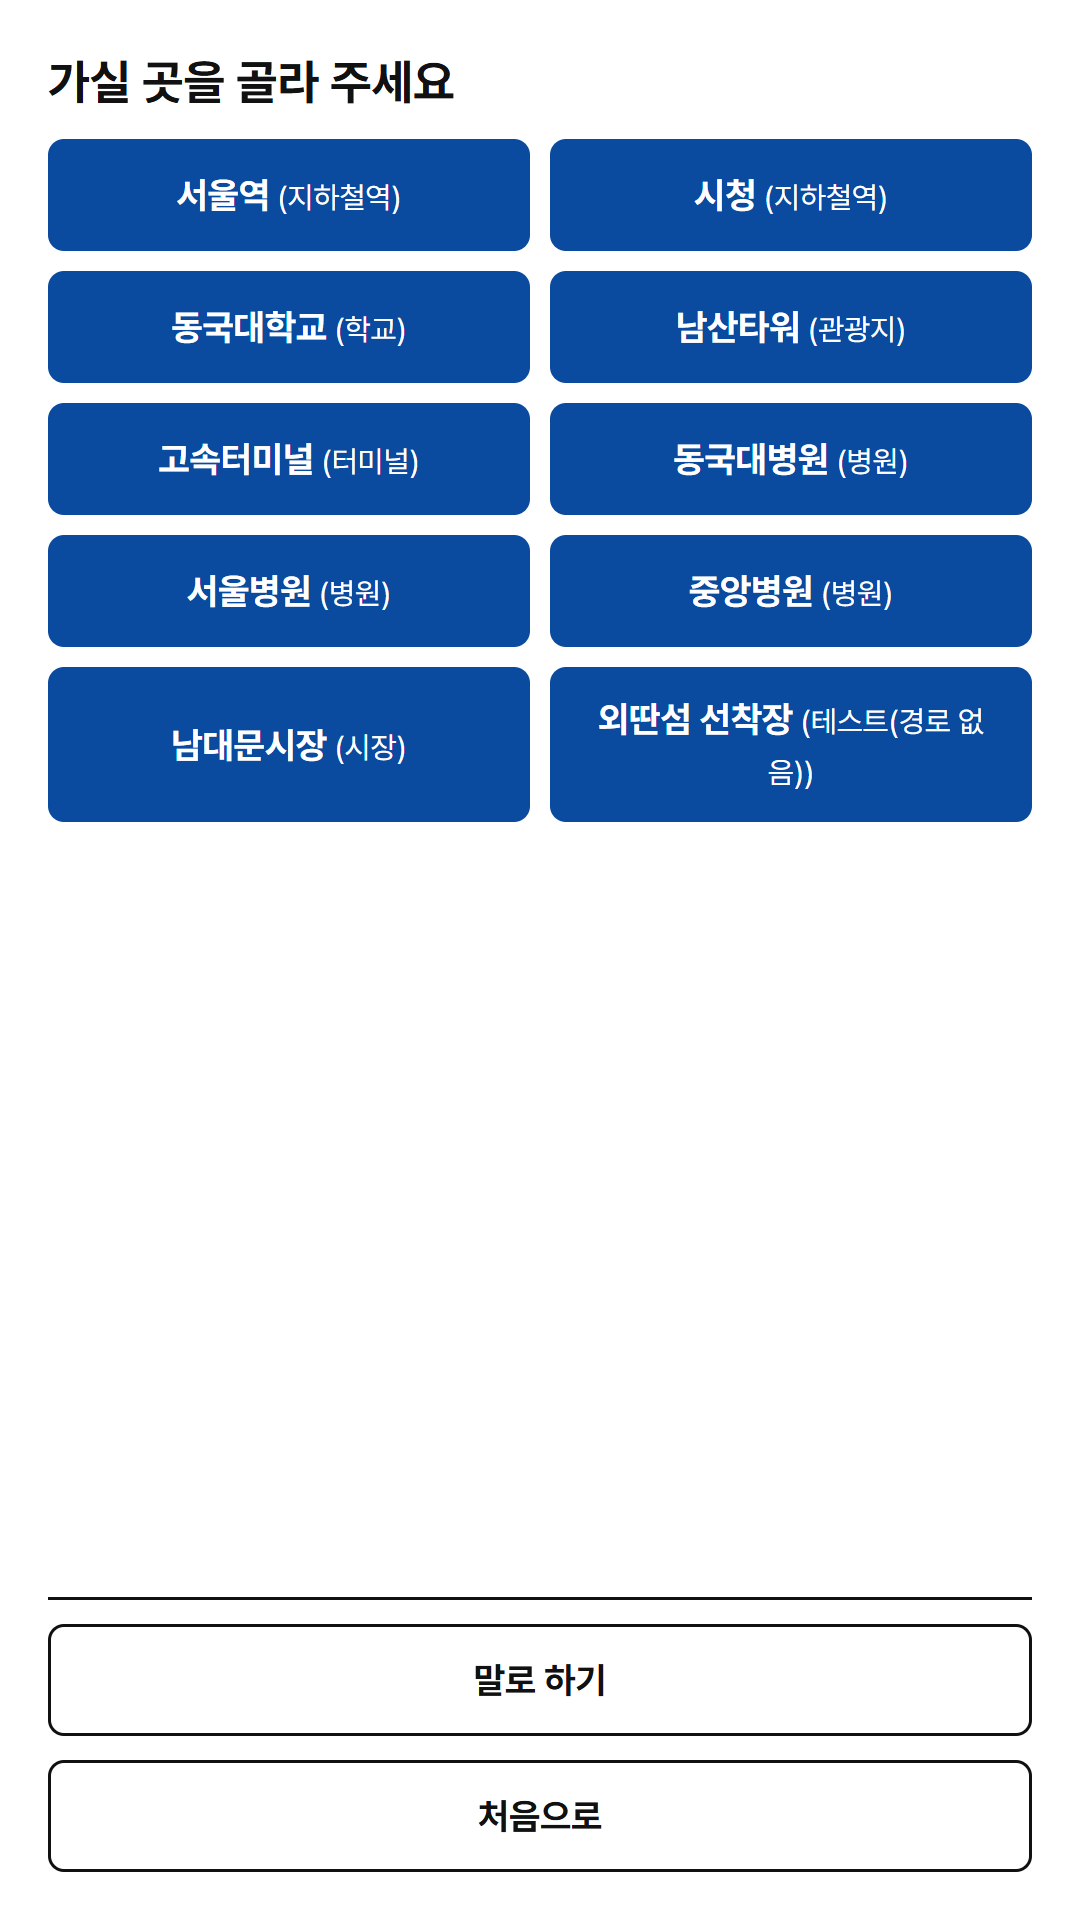 가실 곳을 골라 주세요
서울역 (지하철역)
시청 (지하철역)
동국대학교 (학교)
남산타워 (관광지)
고속터미널 (터미널)
동국대병원 (병원)
서울병원 (병원)
중앙병원 (병원)
남대문시장 (시장)
외딴섬 선착장 (테스트(경로 없
음))
말로 하기
처음으로